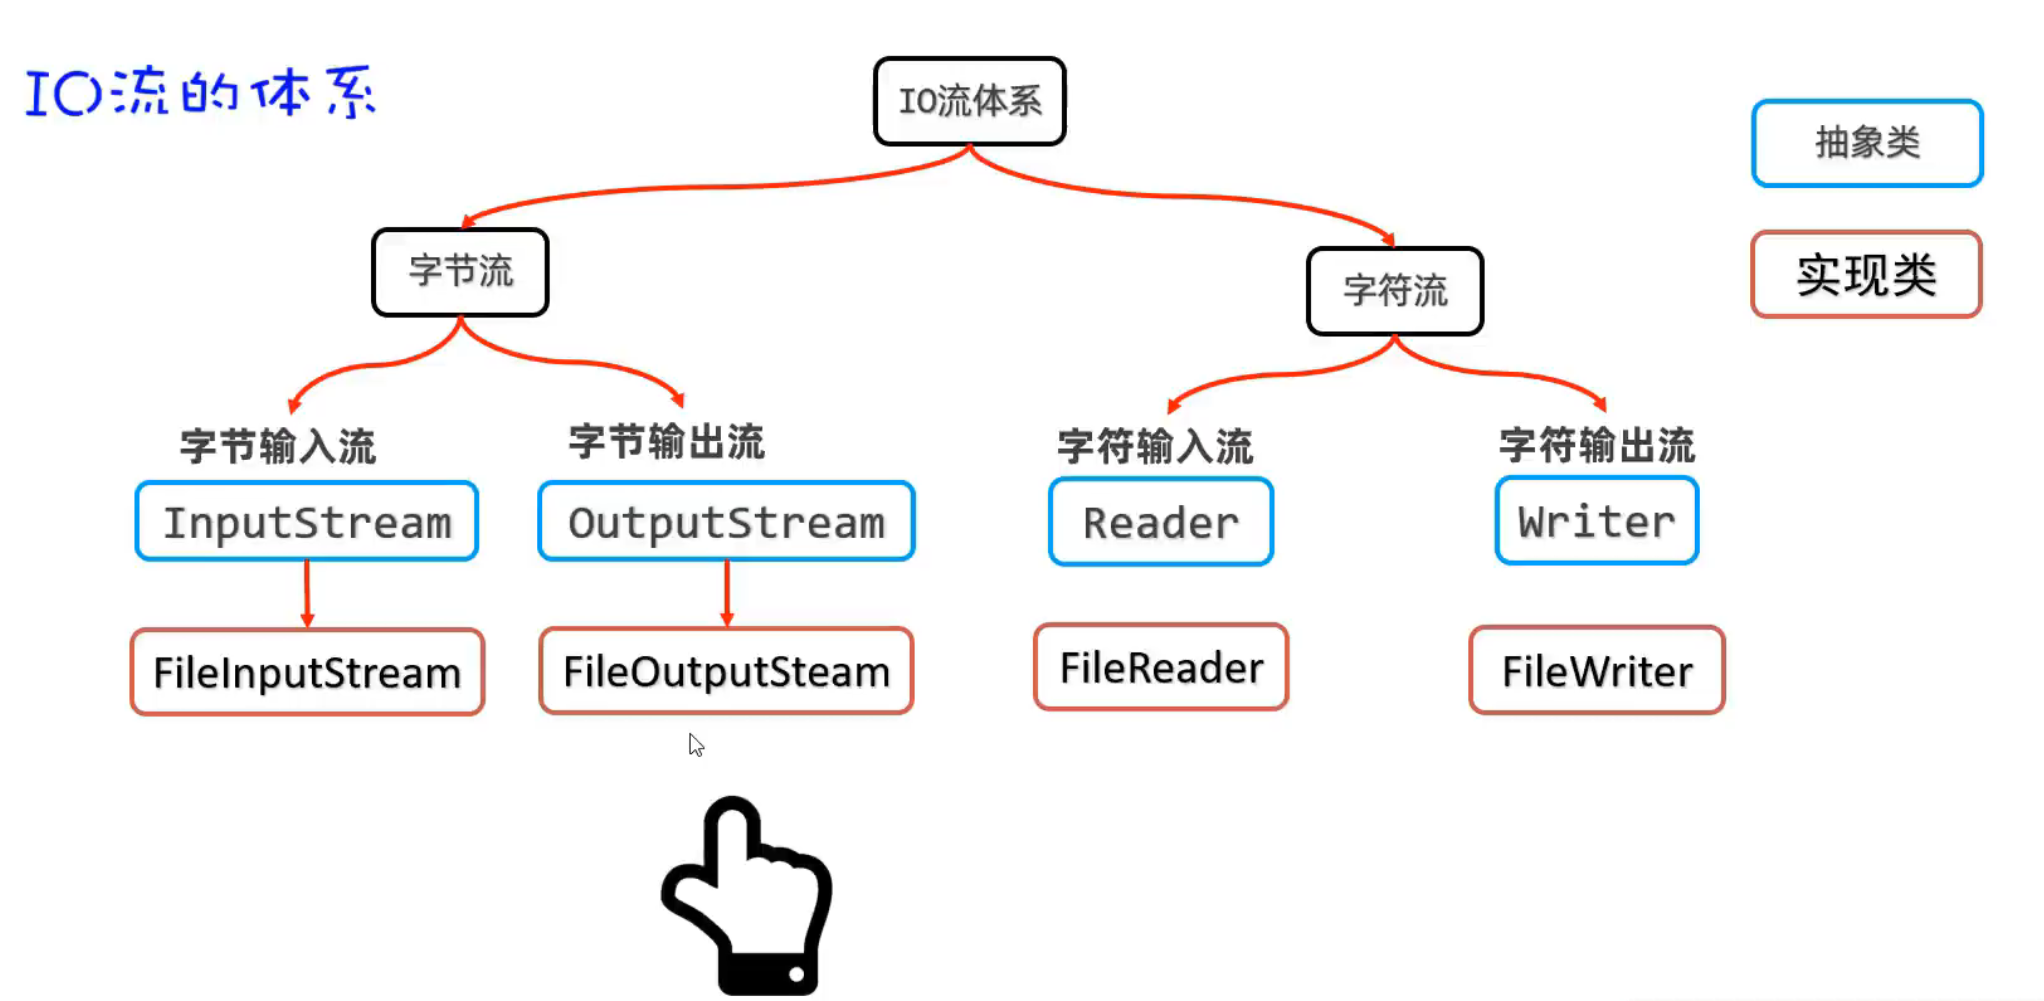 IO流的体系
IO流体系
抽象类
实现类
字节流
字符流
字节输入流
字节输出流
字符输入流
字符输出流
InputStream
OutputStream
Reader
Writer
FileInputStream
FileOutputSteam
FileReader
FileWriter